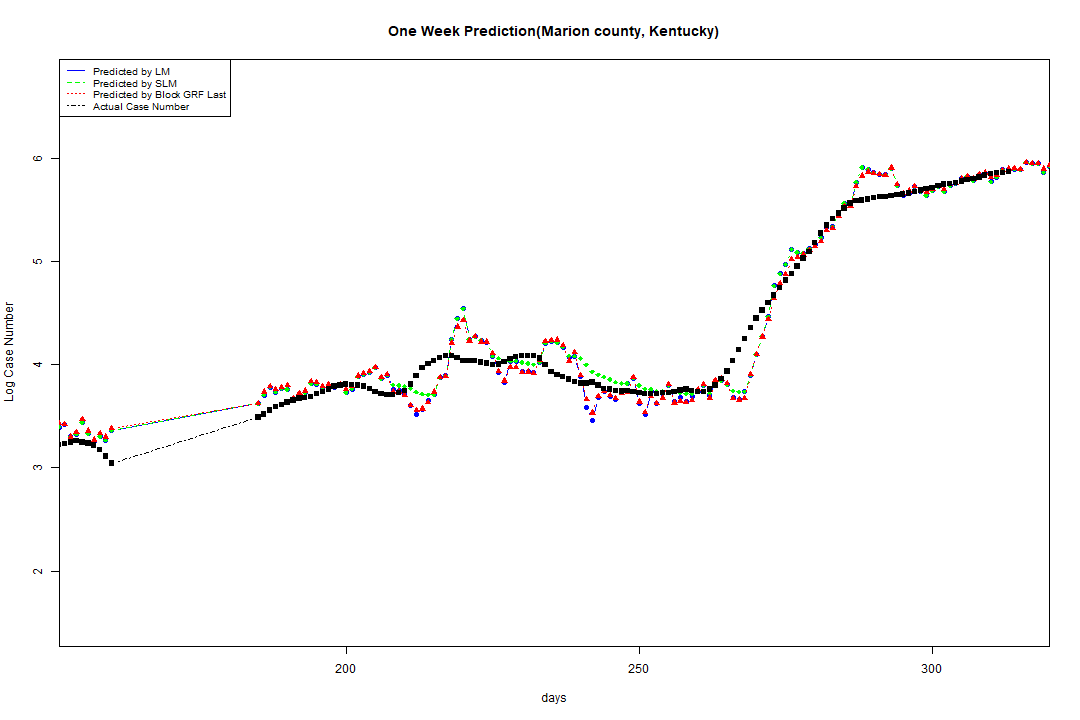 One Week Prediction(Marion county, Kentucky)
Predicted by LM
Predicted by SLM
Predicted by Block GRF Last
Actual Case Number
6
5
4
3
2
Log Case Number
200
250
300
days